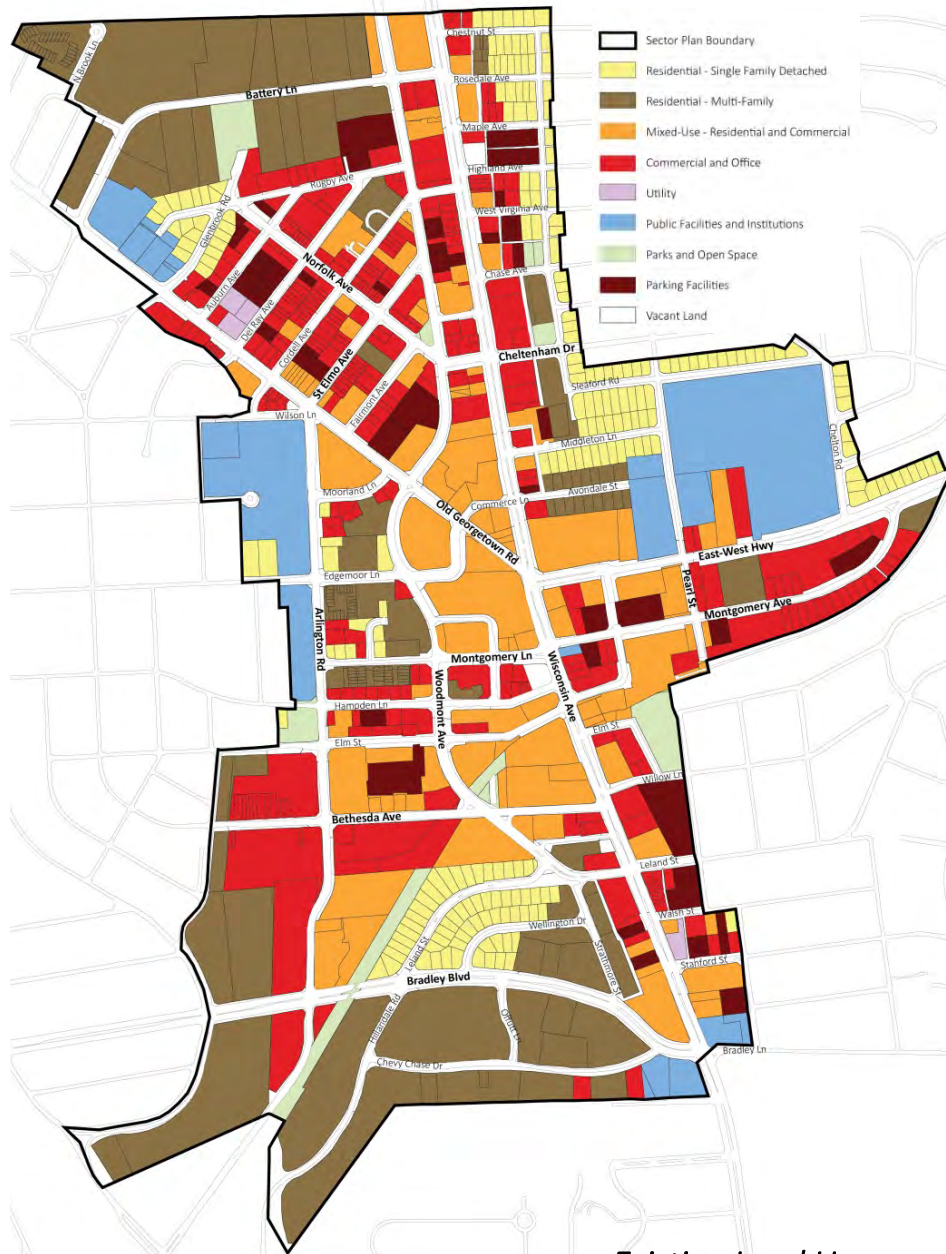 Sector Plan Boundary
Residential - Single Family Detached
Residential - Multi-Family
Mixed-Use - Residential and Commercial
Commercial and Office
Utility
Public Facilities and Institutions
Parks and Open Space
Parking Facilities
Vacant Land
Chestnut St
N Brook Ln
Rosedale Ave
Battery Ln
Maple Ave
Highland Ave
Rugby Ave
West Virginia Ave
Glenbrook Rd
Norfolk Ave
Chase Ave
Auburn Ave
Del Ray Ave
Cordell Ave
St Elmo Ave
Cheltenham Dr
Fairmont Ave
Sleaford Rd
Wilson Ln
Middleton Ln
Chelton Rd
Moorland Ln
Avondale St
Commerce Ln
Old Georgetown Rd
East-West Hwy
Edgemoor Ln
Pearl St
Montgomery Ave
Arlington Rd
Montgomery Ln
Woodmont Ave
Wisconsin Ave
Hampden Ln
Elm St
Elm St
Willow Ln
Bethesda Ave
Leland St
Walsh St
Wellington Dr
Leland St
Strathmore St
Stanford St
Bradley Blvd
Hillandale Rd
Offutt Ln
Bradley Ln
Chevy Chase Dr